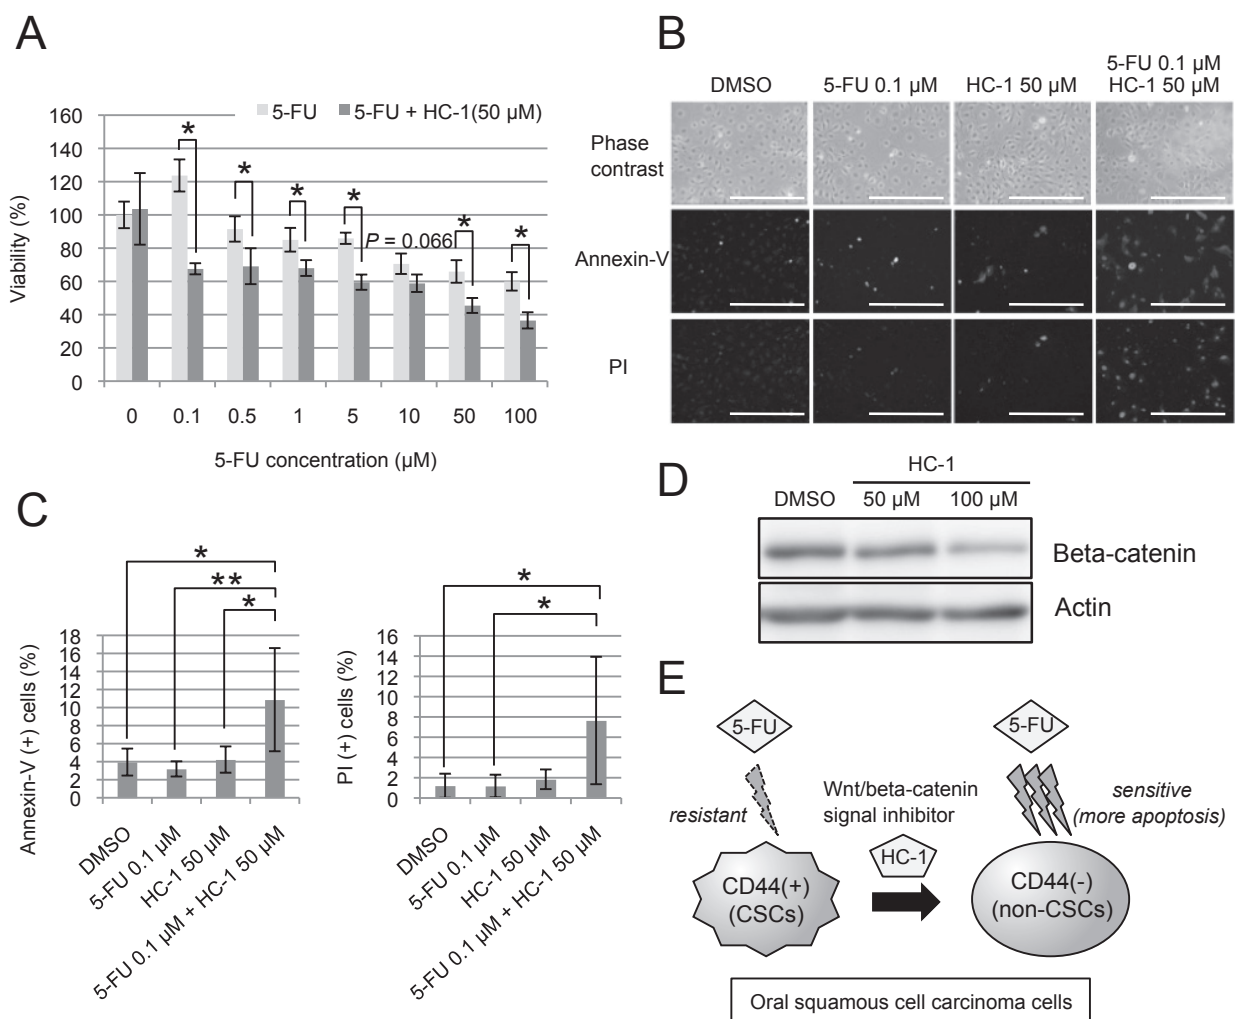 A
5-FU
5-FU + HC-1(50 µM)
Viability (%)
160
140
120
100
80
60
40
20
0
*
*
*
*
P = 0.066
*
*
0 0.1 0.5 1 5 10 50 100
5-FU concentration (µM)
B
DMSO
5-FU 0.1 µM
HC-1 50 µM
5-FU 0.1 µM
HC-1 50 µM
Phase
contrast
Annexin-V
PI
C
*
**
*
Annexin-V (+) cells (%)
18
16
14
12
10
8
6
4
2
0
DMSO
5-FU 0.1 µM
HC-1 50 µM
5-FU 0.1 µM + HC-1 50 µM
*
*
PI (+) cells (%)
16
14
12
10
8
6
4
2
0
DMSO
5-FU 0.1 µM
HC-1 50 µM
5-FU 0.1 µM + HC-1 50 µM
D
HC-1
DMSO 50 µM 100 µM
Beta-catenin
Actin
E
5-FU
5-FU
resistant
Wnt/beta-catenin
signal inhibitor
HC-1
sensitive
(more apoptosis)
CD44(+)
(CSCs)
CD44(-)
(non-CSCs)
Oral squamous cell carcinoma cells